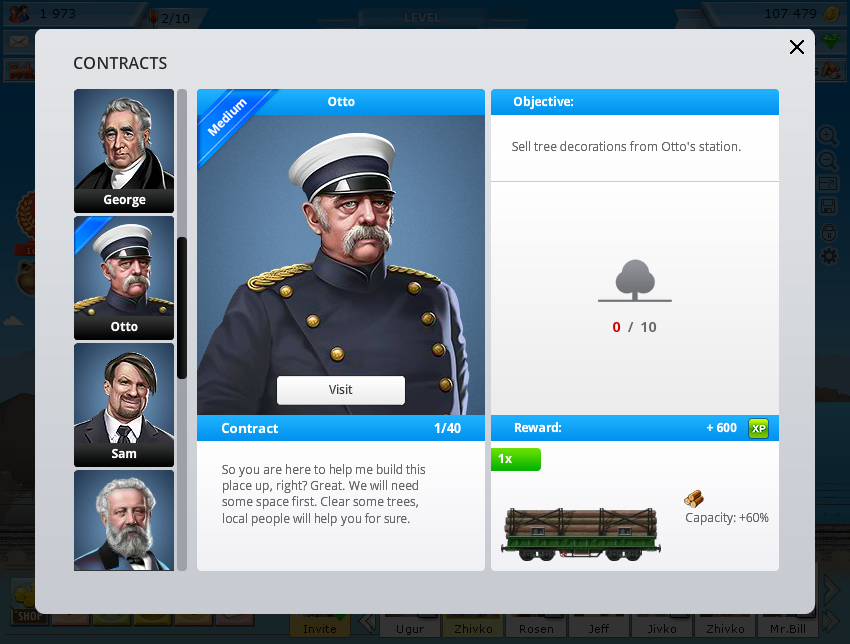 1 973
2/10
LEVEL
107 479
CONTRACTS
George
Otto
Sam
Medium
Otto
Visit
Contract 1/40
So you are here to help me build this
place up, right? Great. We will need
some space first. Clear some trees,
local people will help you for sure.
Objective:
Sell tree decorations from Otto's station.
0 / 10
Reward: + 600 XP
1x
Capacity: +60%
SHOP
Invite
Ugur
Zhivko
Rosen
Jeff
Jivko
Zhivko
Mr.Bill